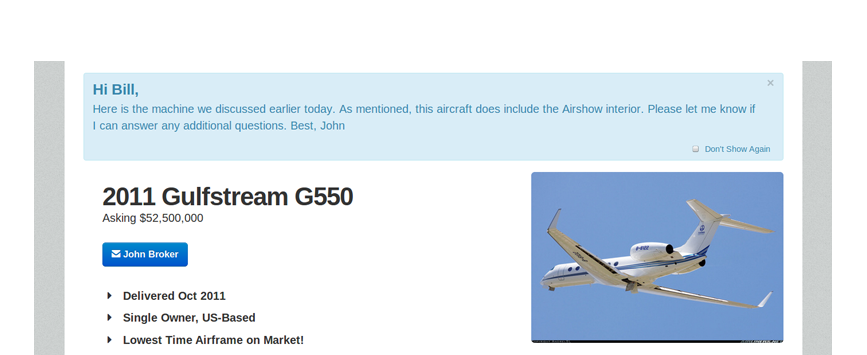 Hi Bill,
×
Here is the machine we discussed earlier today. As mentioned, this aircraft does include the Airshow interior. Please let me know if
I can answer any additional questions. Best, John
Don't Show Again
2011 Gulfstream G550
Asking $52,500,000
John Broker
Delivered Oct 2011
Single Owner, US-Based
Lowest Time Airframe on Market!